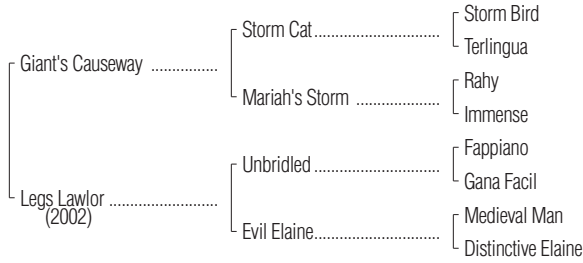 Storm Bird
Storm Cat
Terlingua
Giant's Causeway
Rahy
Mariah's Storm
Immense
Fappiano
Unbridled
Gana Facil
Legs Lawlor
(2002)
Medieval Man
Evil Elaine
Distinctive Elaine